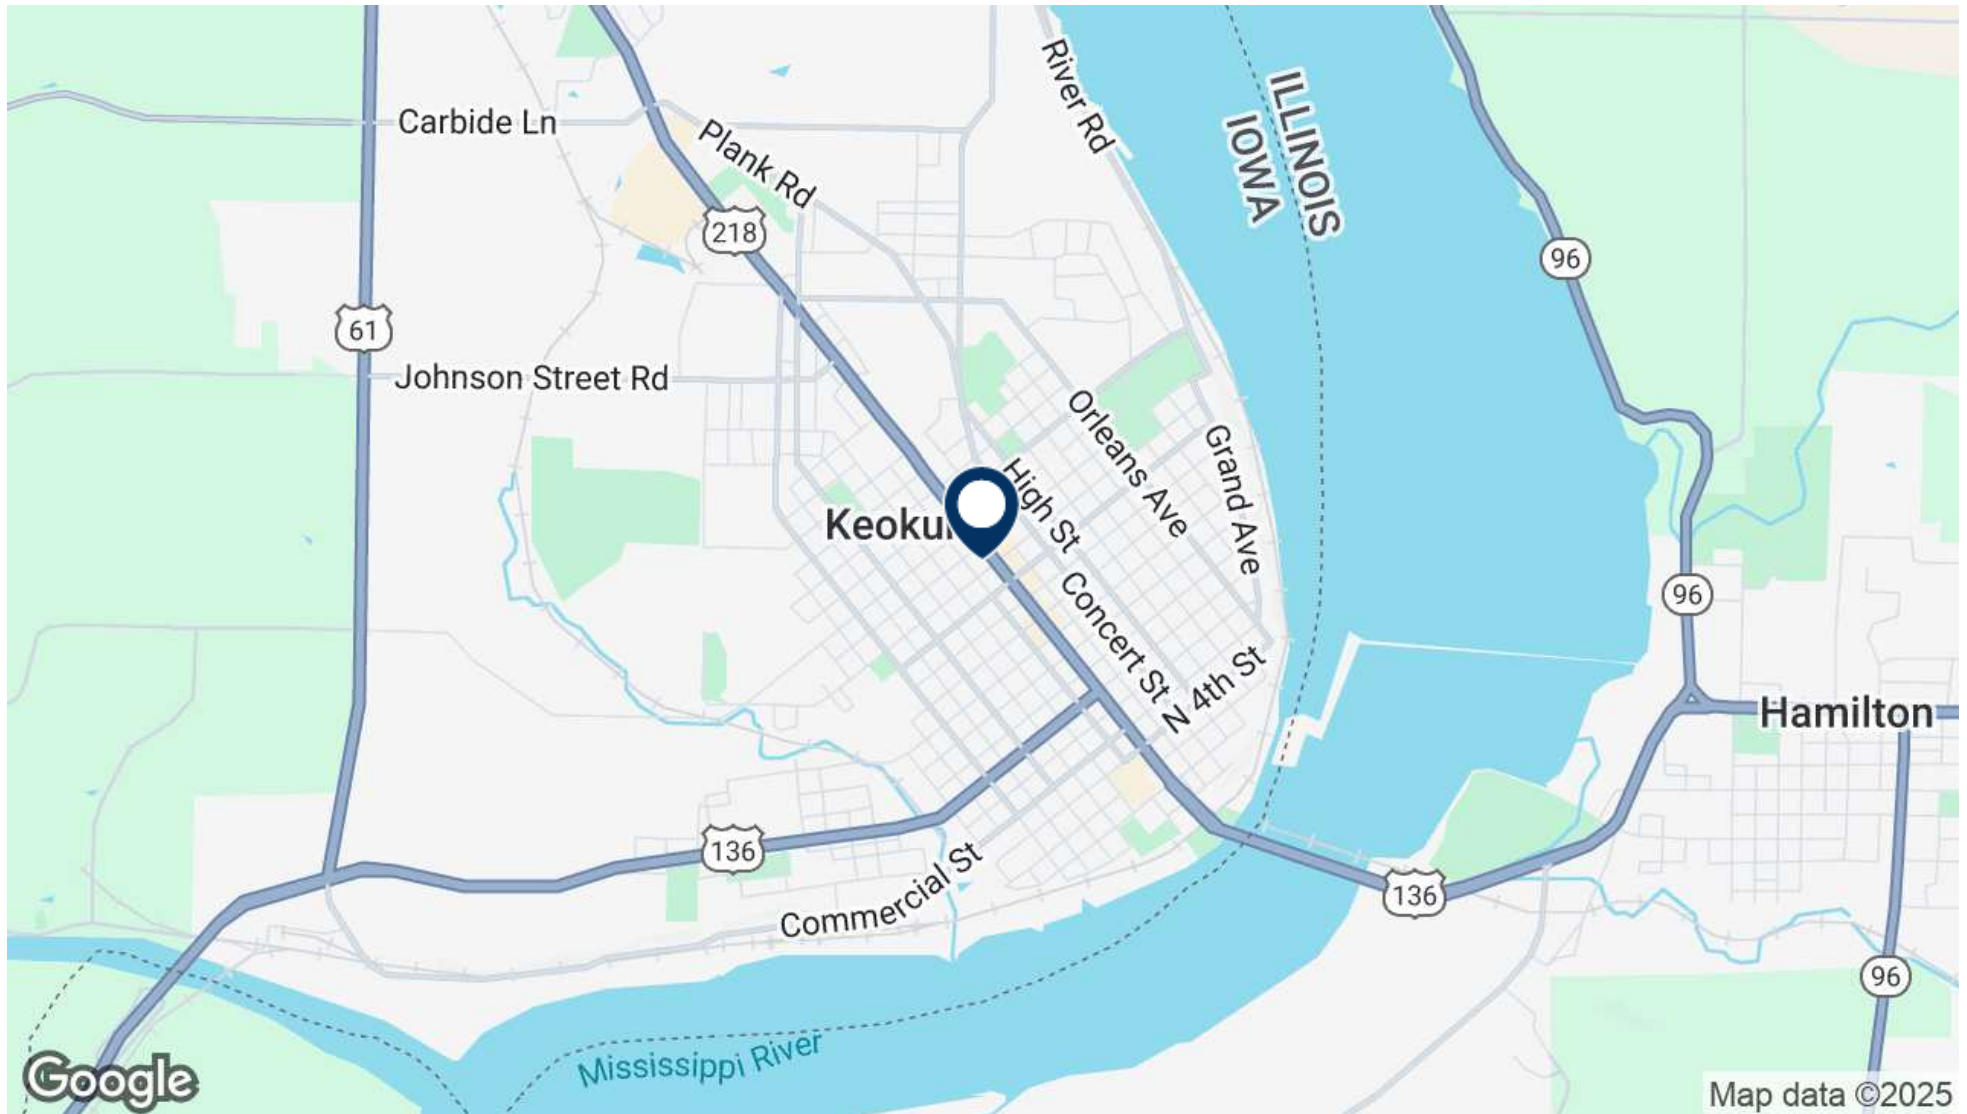 Carbide Ln
Plank Rd
River Rd
ILLINOIS
IOWA
218
96
61
Johnson Street Rd
Orleans Ave
Grand Ave
High St
96
Concert St
N 4th St
Hamilton
136
Commercial St
136
96
Mississippi River
Google
Map data ©2025